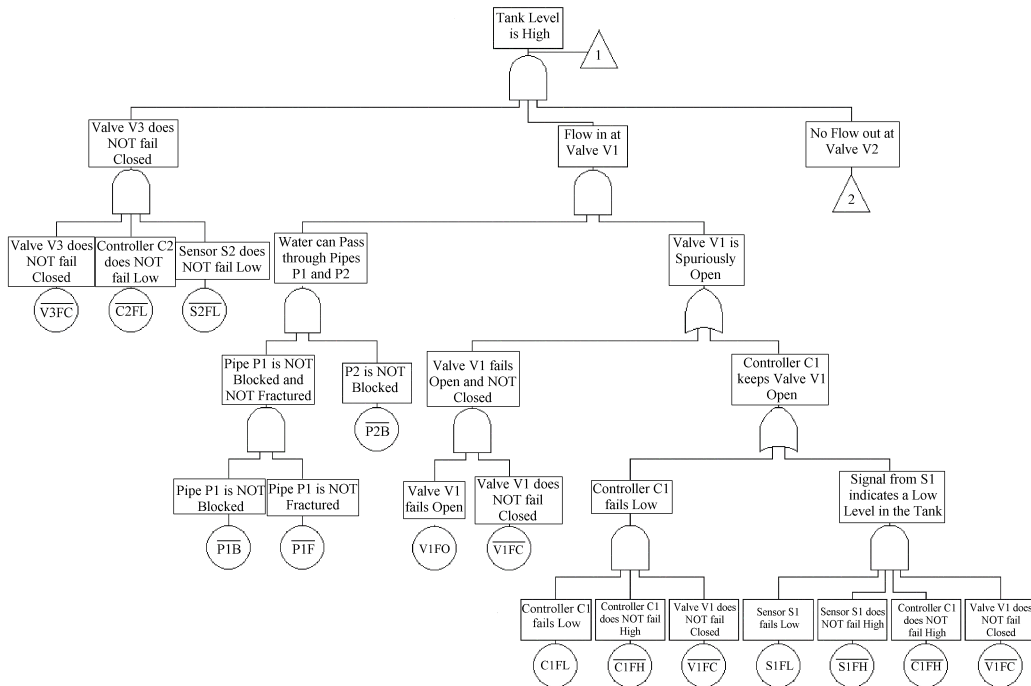 Tank Level
is High
1
Valve V3 does
NOT fail
Closed
Flow in at
Valve V1
No Flow out at
Valve V2
2
Valve V3 does
NOT fail
Closed
Controller C2
does NOT
fail Low
Sensor S2 does
NOT fail Low
Water can Pass
through Pipes
P1 and P2
Valve V1 is
Spuriously
Open
V3FC
C2FL
S2FL
Pipe P1 is NOT
Blocked and
NOT Fractured
P2 is NOT
Blocked
Valve V1 fails
Open and NOT
Closed
Controller C1
keeps Valve V1
Open
P2B
Pipe P1 is NOT
Blocked
Pipe P1 is NOT
Fractured
Valve V1
fails Open
Valve V1 does
NOT fail
Closed
Controller C1
fails Low
Signal from S1
indicates a Low
Level in the Tank
P1B
P1F
V1FO
V1FC
Controller C1
fails Low
Controller C1
does NOT fail
High
Valve V1 does
NOT fail
Closed
Sensor S1
fails Low
Sensor S1 does
NOT fail High
Controller C1
does NOT
fail High
Valve V1 does
NOT fail
Closed
C1FL
C1FH
V1FC
S1FL
S1FH
C1FH
V1FC